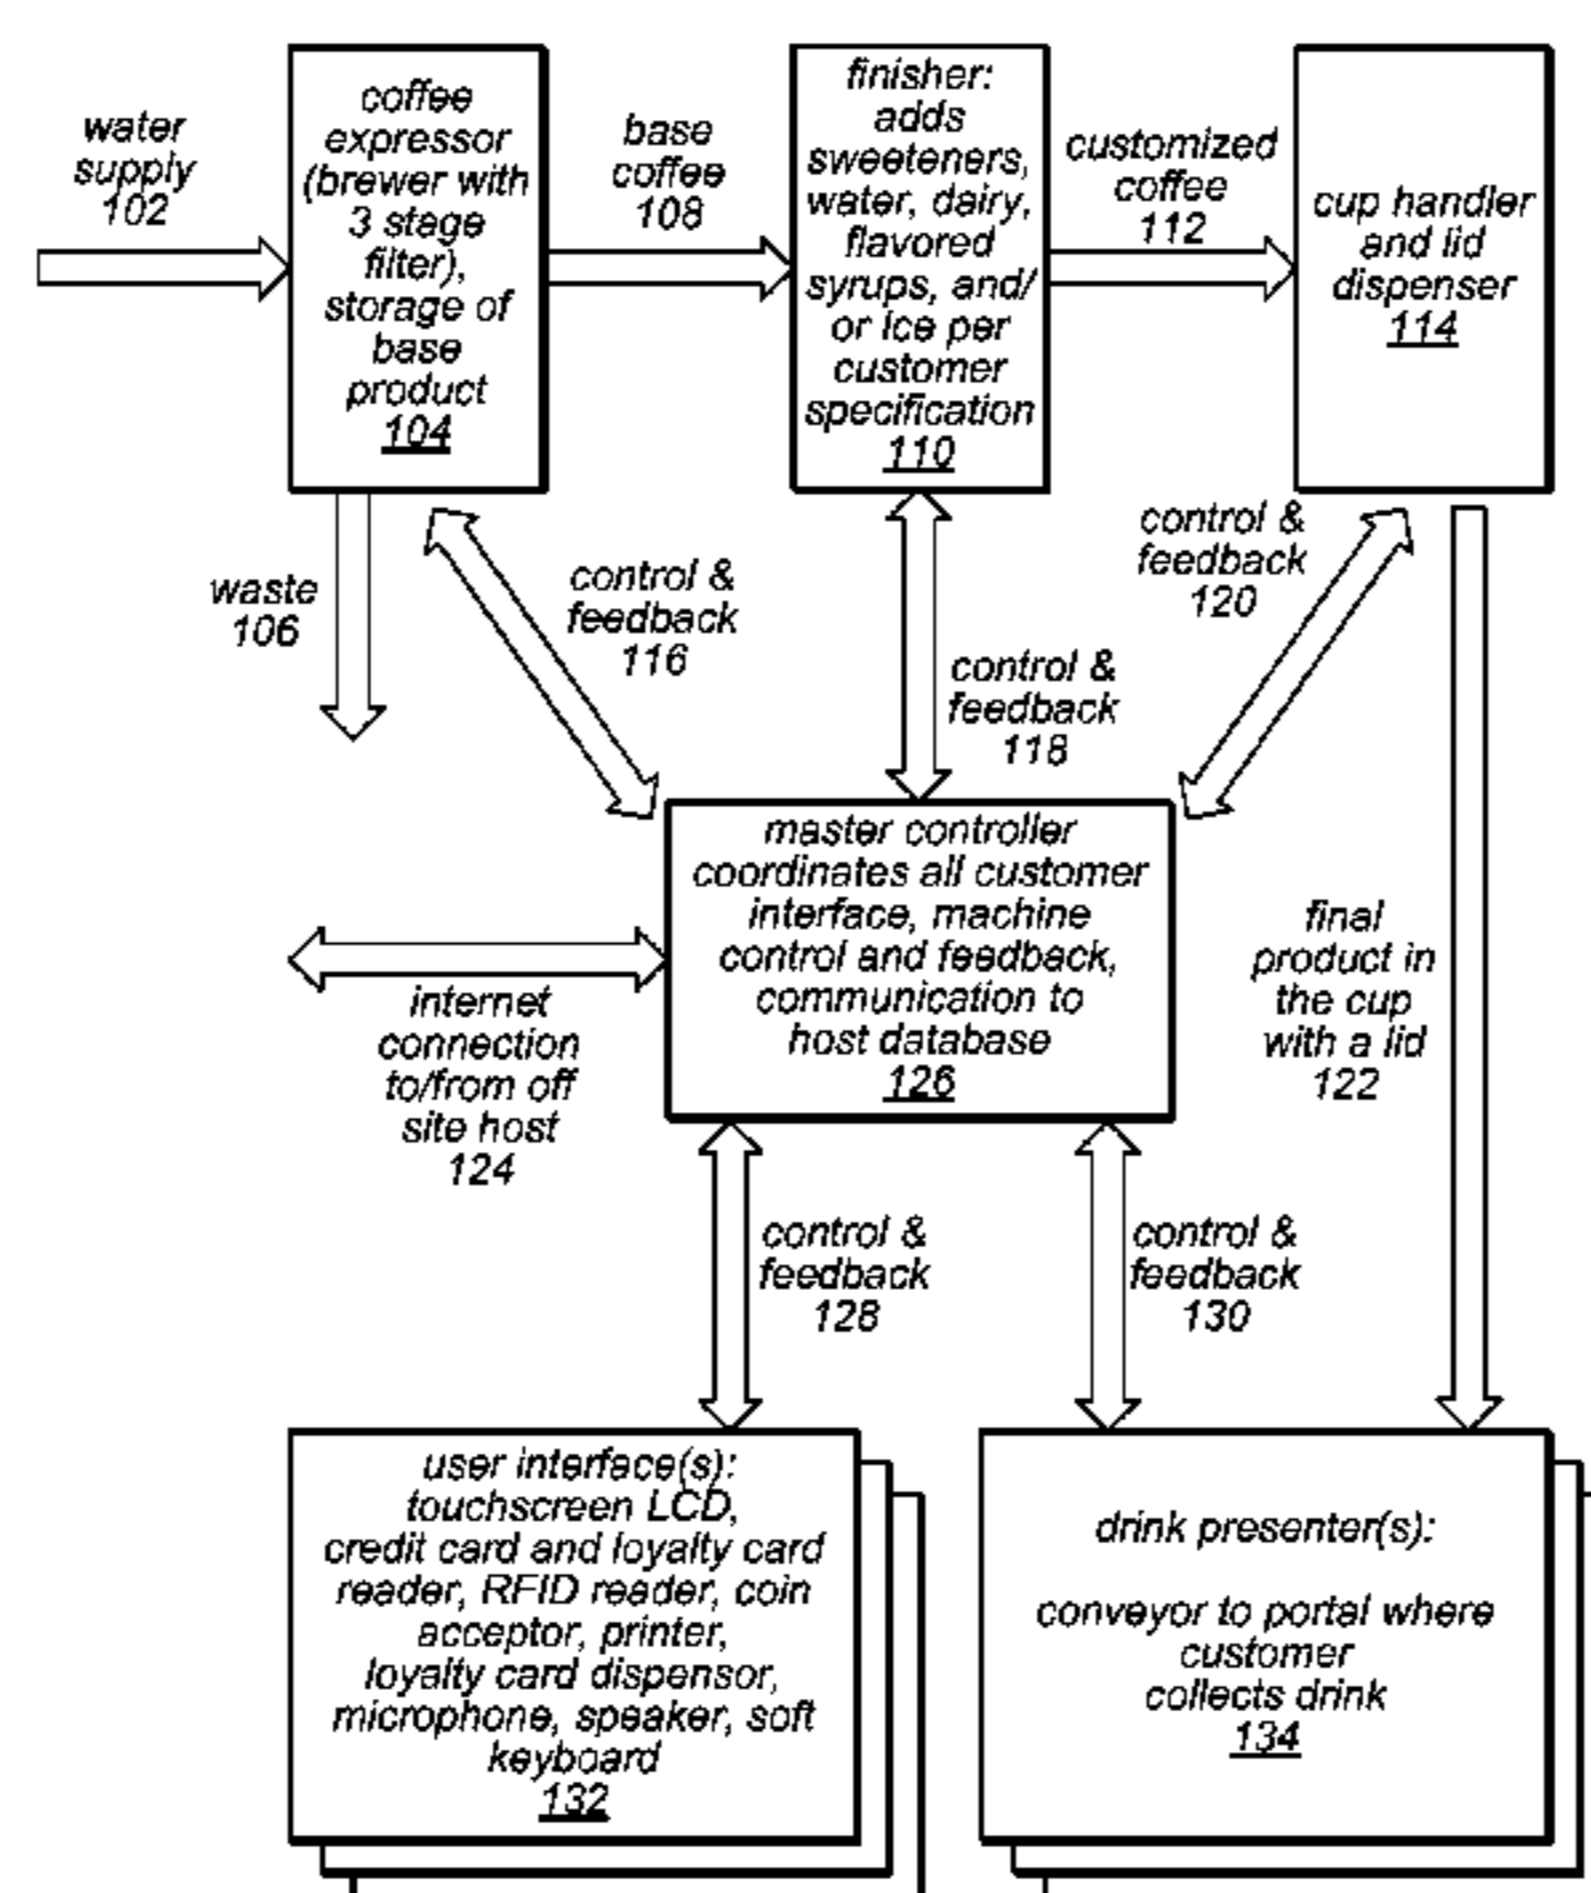 water
supply
102
coffee
expressor
(brewer with
3 stage
filter),
storage of
base
product
104
base
coffee
108
finisher:
adds
sweeteners,
water, dairy,
flavored
syrups, and/
or ice per
customer
specification
110
customized
coffee
112
cup handler
and lid
dispenser
114
waste
106
control &
feedback
116
control &
feedback
118
control &
feedback
120
master controller
coordinates all customer
interface, machine
control and feedback,
communication to
host database
126
internet
connection
to/from off
site host
124
final
product in
the cup
with a lid
122
control &
feedback
128
control &
feedback
130
user interface(s):
touchscreen LCD,
credit card and loyalty card
reader, RFID reader, coin
acceptor, printer,
loyalty card dispensor,
microphone, speaker, soft
keyboard
132
drink presenter(s):
conveyor to portal where
customer
collects drink
134